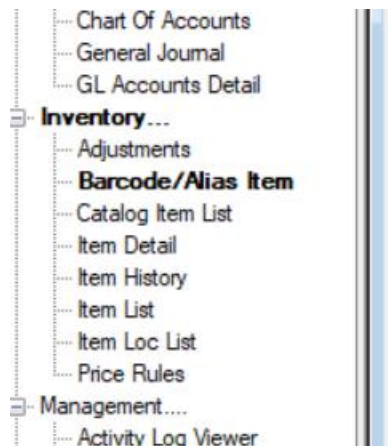 Chart Of Accounts
General Journal
GL Accounts Detail
Inventory...
Adjustments
Barcode/Alias Item
Catalog Item List
Item Detail
Item History
Item List
Item Loc List
Price Rules
Management....
Activity Log Viewer